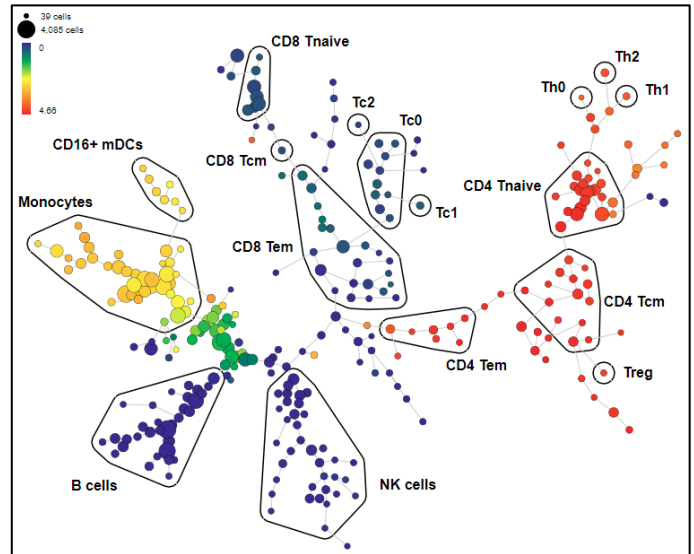 39 cells
4,085 cells
0
4.66
CD8 Tnaive
Th2
Th0
Th1
Tc2
Tc0
CD16+ mDCs
CD8 Tcm
CD4 Tnaive
Monocytes
Tc1
CD8 Tem
CD4 Tcm
CD4 Tem
Treg
B cells
NK cells